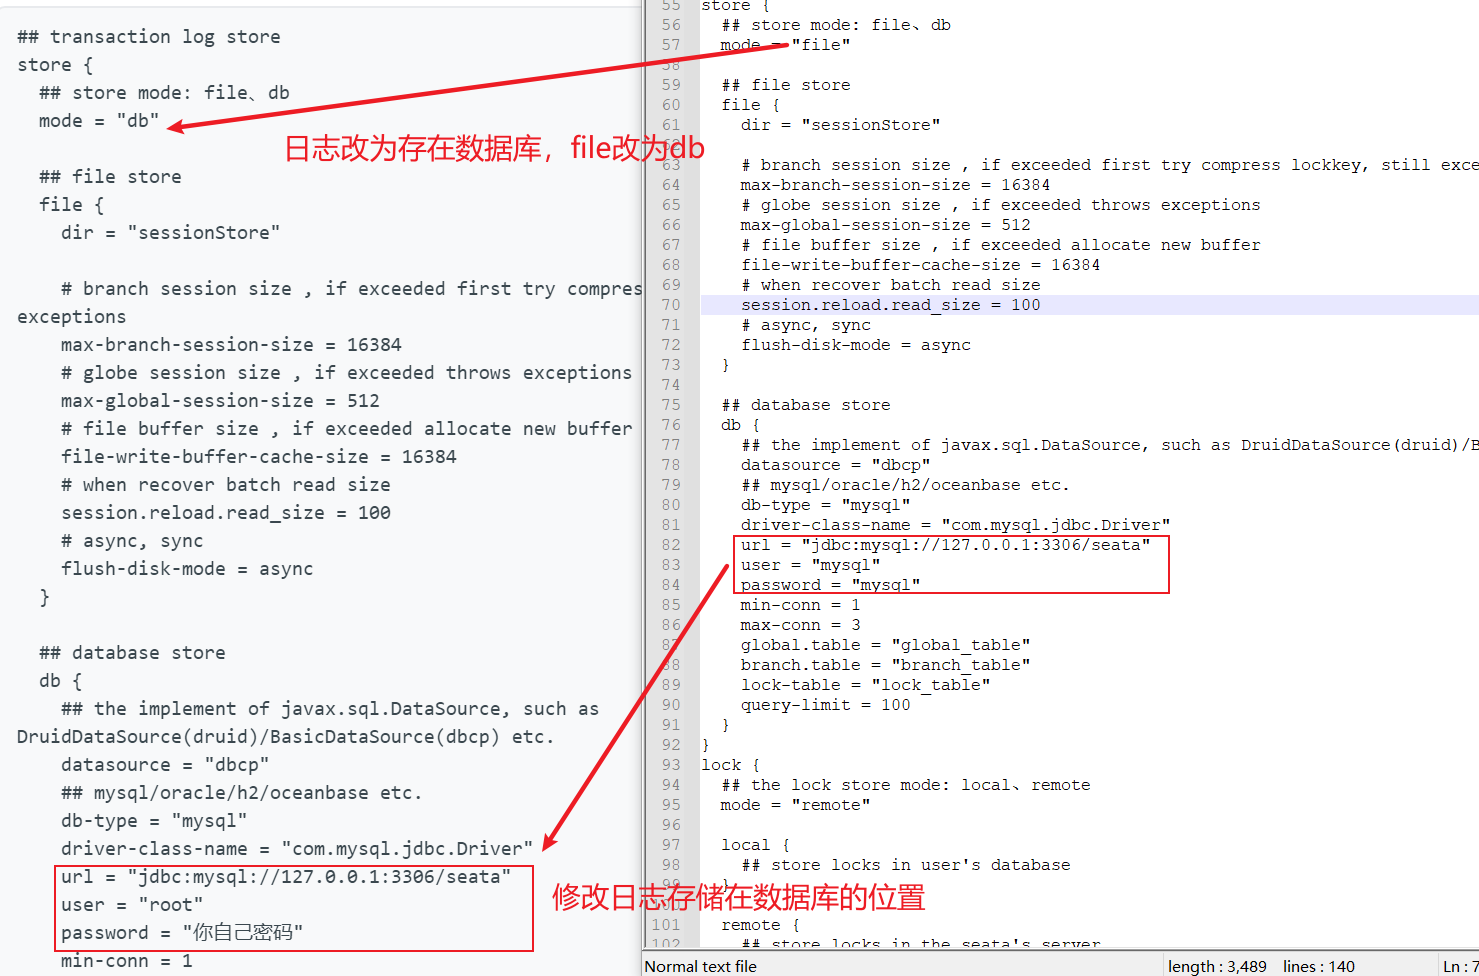 ## transaction log store
store {
## store mode: file、db
mode = "db"
## file store
file {
dir = "sessionStore"
# branch session size , if exceeded first try compres
exceptions
max-branch-session-size = 16384
# globe session size , if exceeded throws exceptions
max-global-session-size = 512
# file buffer size , if exceeded allocate new buffer
file-write-buffer-cache-size = 16384
# when recover batch read size
session.reload.read_size = 100
# async, sync
flush-disk-mode = async
}
## database store
db {
## the implement of javax.sql.DataSource, such as
DruidDataSource(druid)/BasicDataSource(dbcp) etc.
datasource = "dbcp"
## mysql/oracle/h2/oceanbase etc.
db-type = "mysql"
driver-class-name = "com.mysql.jdbc.Driver"
url = "jdbc:mysql://127.0.0.1:3306/seata"
user = "root"
password = "你自己密码"
min-conn = 1
日志改为存在数据库，file改为db
修改日志存储在数据库的位置
55 store {
56 ## store mode: file、db
57 mode = "file"
58
59 ## file store
60 file {
61 dir = "sessionStore"
62
63 # branch session size , if exceeded first try compress lockkey, still exce
64 max-branch-session-size = 16384
65 # globe session size , if exceeded throws exceptions
66 max-global-session-size = 512
67 # file buffer size , if exceeded allocate new buffer
68 file-write-buffer-cache-size = 16384
69 # when recover batch read size
70 session.reload.read_size = 100
71 # async, sync
72 flush-disk-mode = async
73 }
74
75 ## database store
76 db {
77 ## the implement of javax.sql.DataSource, such as DruidDataSource(druid)/B
78 datasource = "dbcp"
79 ## mysql/oracle/h2/oceanbase etc.
80 db-type = "mysql"
81 driver-class-name = "com.mysql.jdbc.Driver"
82 url = "jdbc:mysql://127.0.0.1:3306/seata"
83 user = "mysql"
84 password = "mysql"
85 min-conn = 1
86 max-conn = 3
87 global.table = "global_table"
88 branch.table = "branch_table"
89 lock-table = "lock_table"
90 query-limit = 100
91 }
92 }
93 lock {
94 ## the lock store mode: local、remote
95 mode = "remote"
96
97 local {
98 ## store locks in user's database
99 }
100
101 remote {
102 ## store locks in the seata's server
Normal text file
length : 3,489 lines : 140
Ln : 7